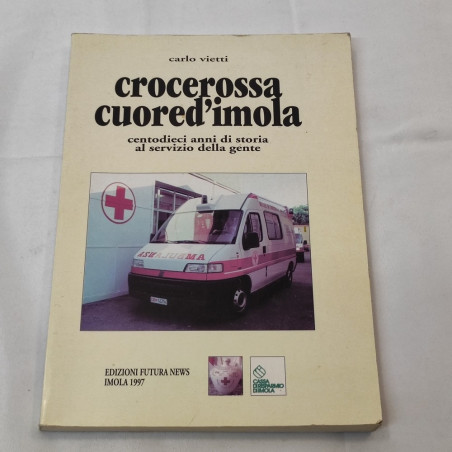 carlo vietti
crocerossa
cuored'imola
centodieci anni di storia
al servizio della gente
EDIZIONI FUTURA NEWS
IMOLA 1997
CASSA
DI RISPARMIO
DI IMOLA